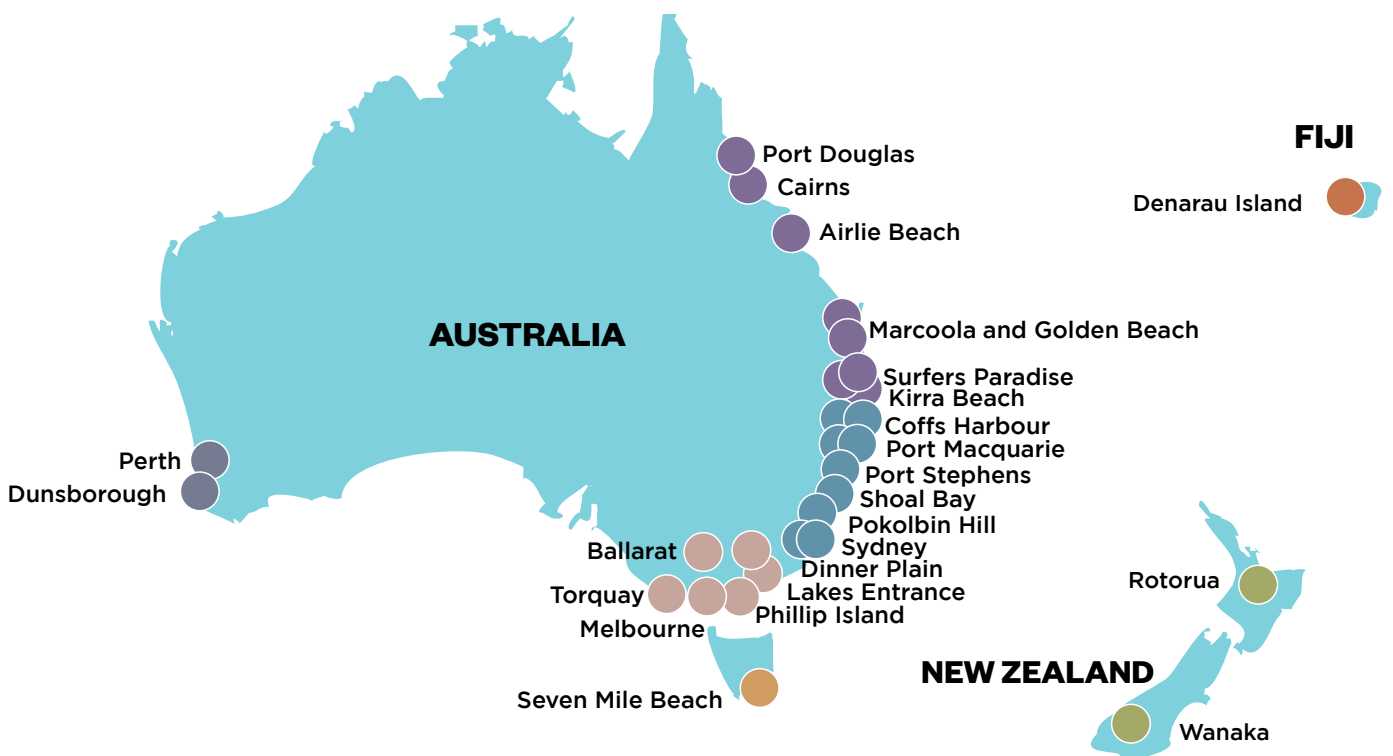 FIJI
Port Douglas
Cairns
Denarau Island
Airlie Beach
AUSTRALIA
Marcoola and Golden Beach
Surfers Paradise
Kirra Beach
Coffs Harbour
Port Macquarie
Perth
Port Stephens
Dunsborough
Shoal Bay
Pokolbin Hill
Ballarat
Sydney
Dinner Plain
Rotorua
Torquay
Lakes Entrance
Phillip Island
Melbourne
NEW ZEALAND
Seven Mile Beach
Wanaka